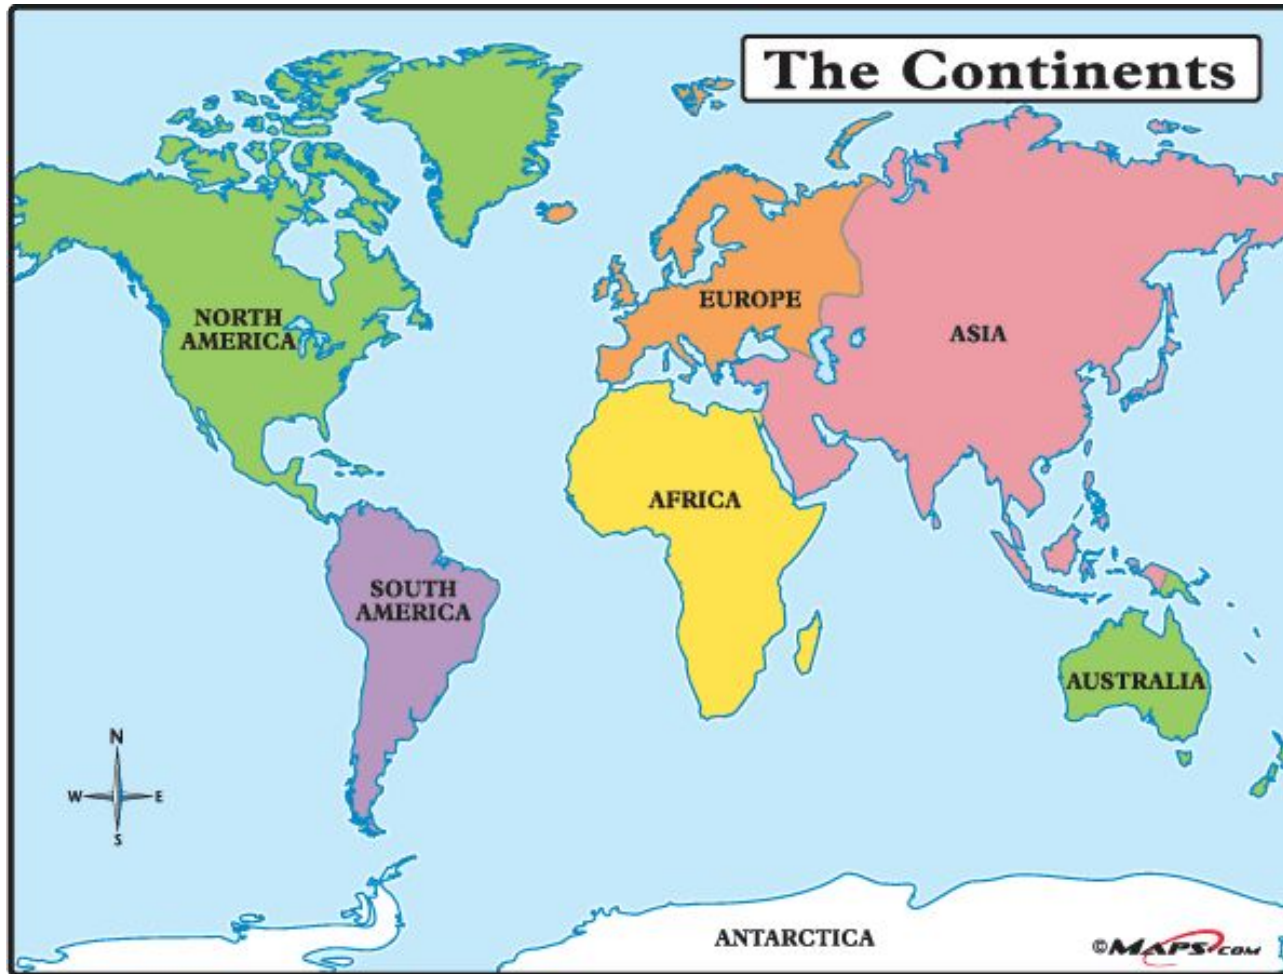 The Continents
EUROPE
NORTH
AMERICA
ASIA
AFRICA
SOUTH
AMERICA
AUSTRALIA
N
W E
S
ANTARCTICA
©MAPS.COM